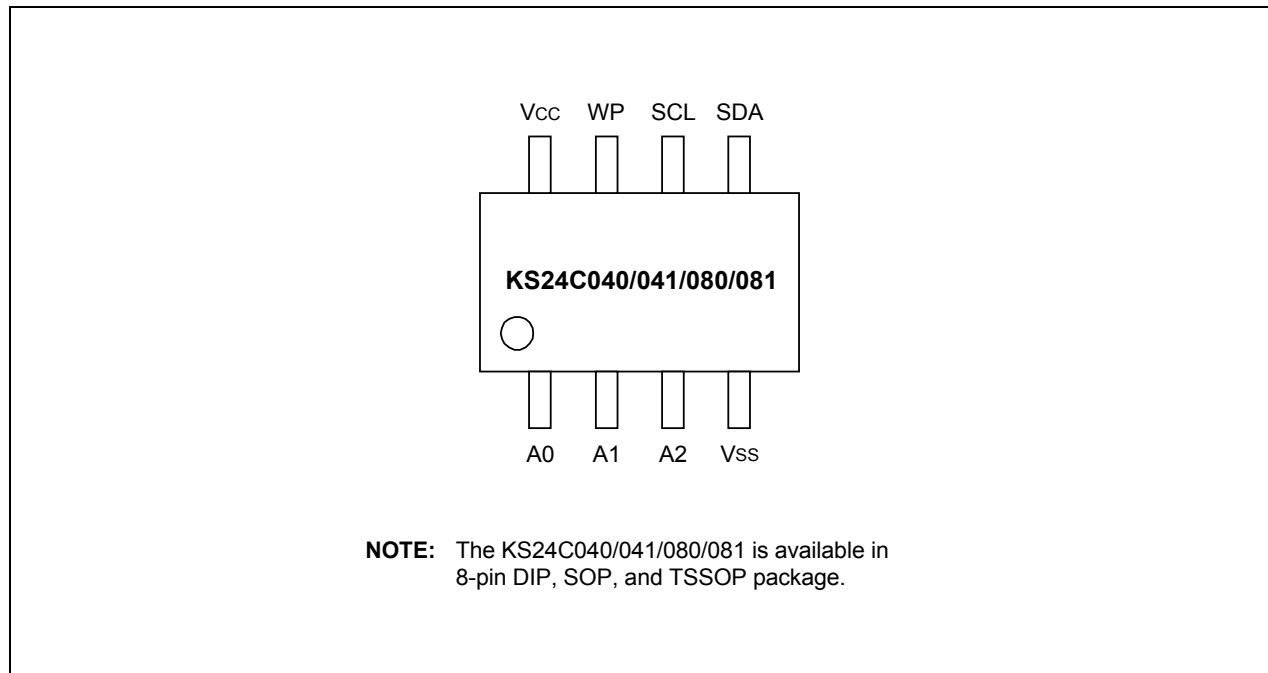 VCC WP SCL SDA
KS24C040/041/080/081
A0 A1 A2 VSS
NOTE: The KS24C040/041/080/081 is available in
8-pin DIP, SOP, and TSSOP package.